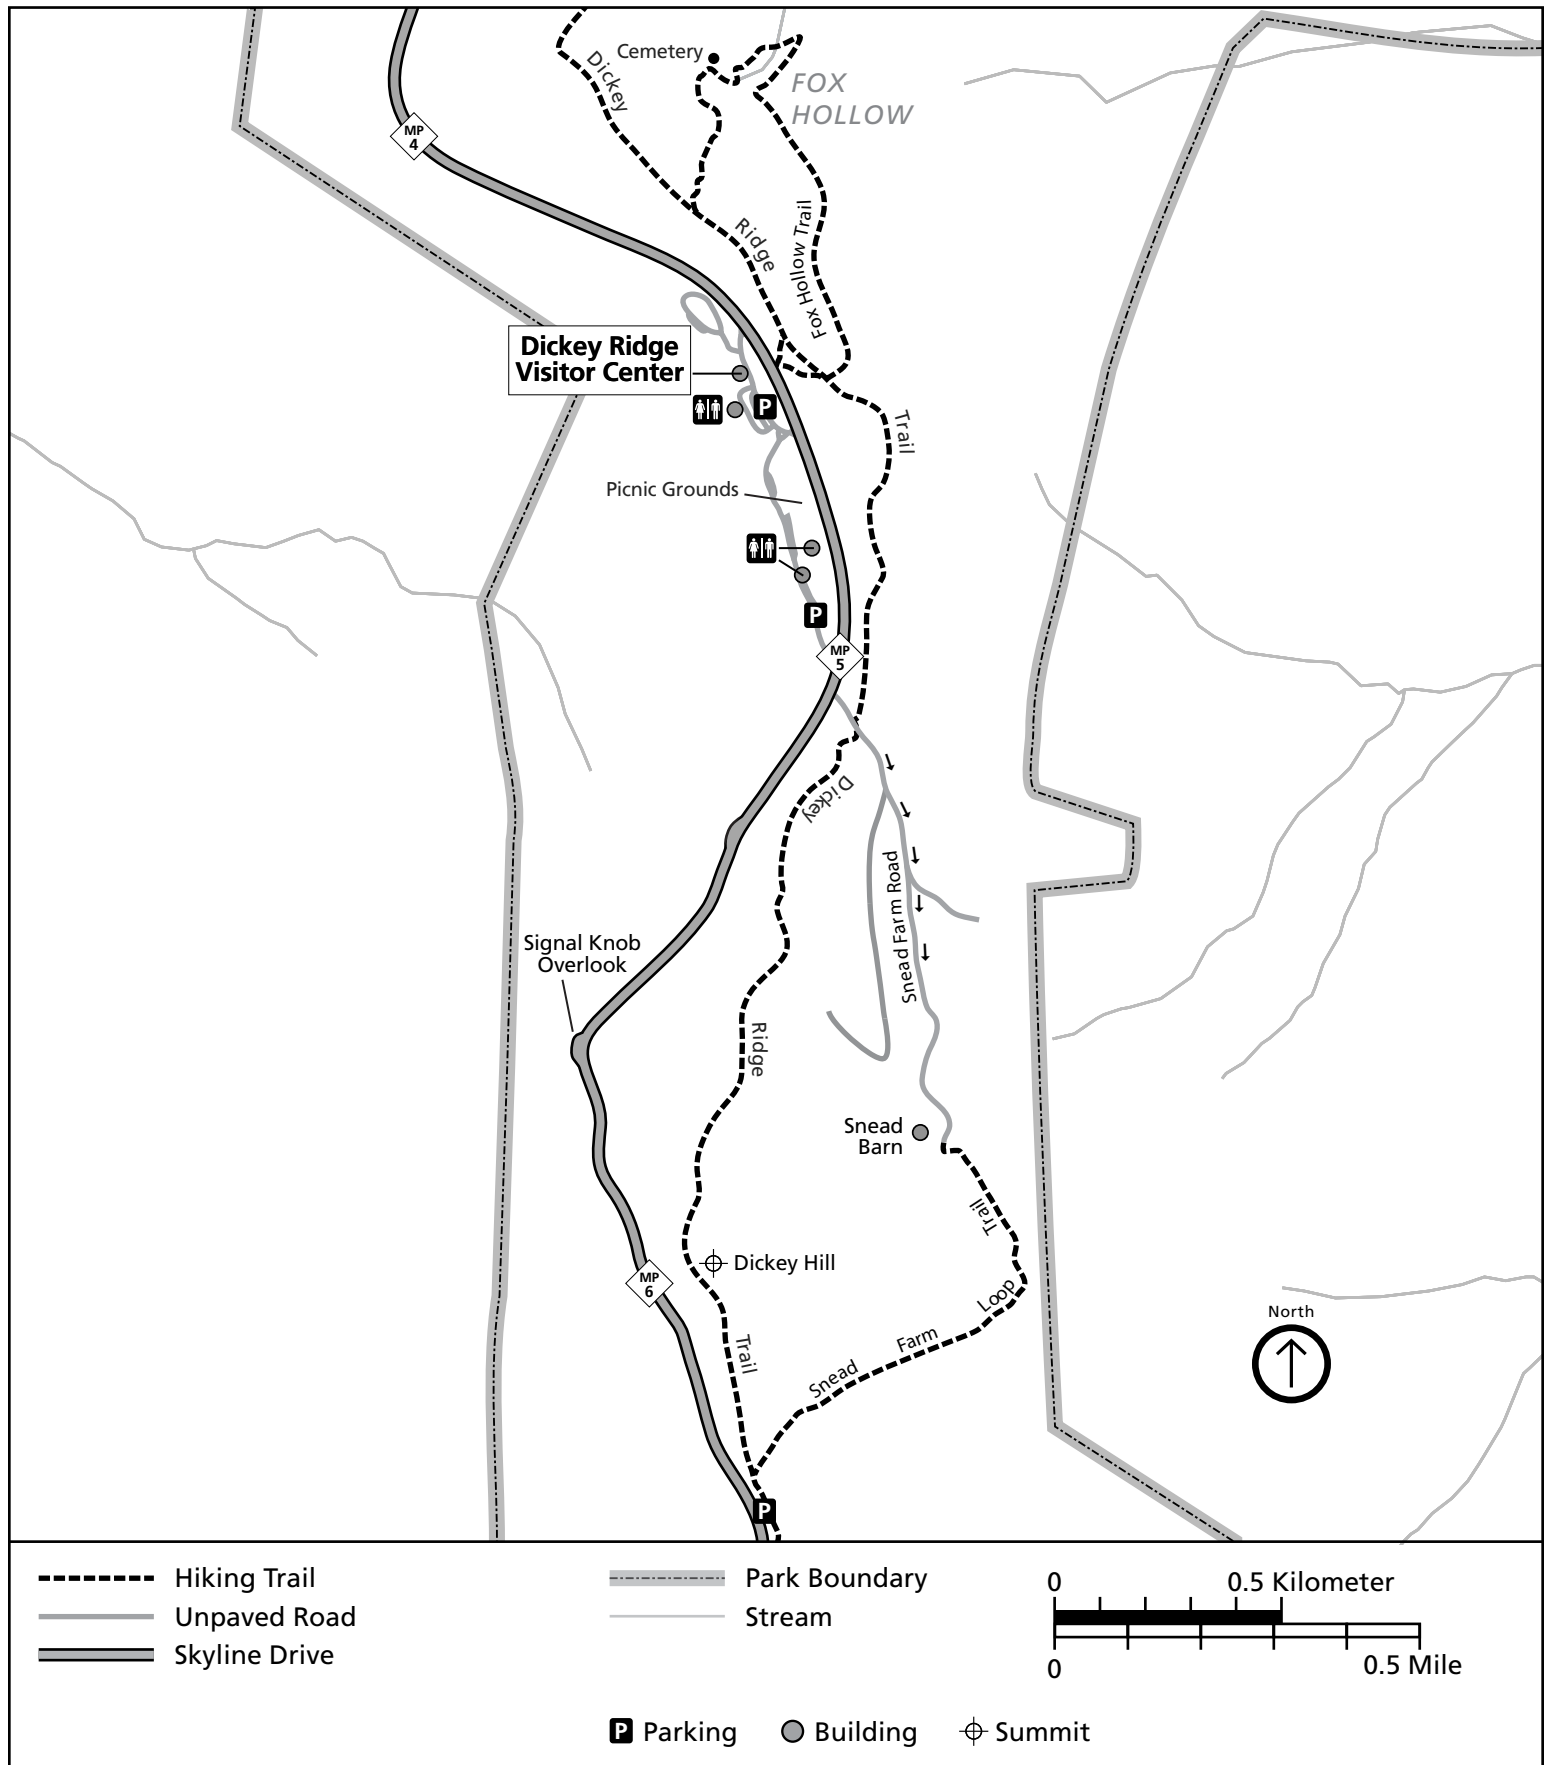 Cemetery
FOX
HOLLOW
Dickey
MP
4
Ridge
Fox Hollow Trail
Dickey Ridge
Visitor Center
P
Trail
Picnic Grounds
P
MP
5
Dickey
Snead Farm Road
Signal Knob
Overlook
Ridge
Snead
Barn
Trail
Dickey Hill
MP
6
Loop
North
Trail
Farm
Snead
P
Hiking Trail
Unpaved Road
Skyline Drive
Park Boundary
Stream
0 0.5 Kilometer
0 0.5 Mile
P Parking
Building
Summit